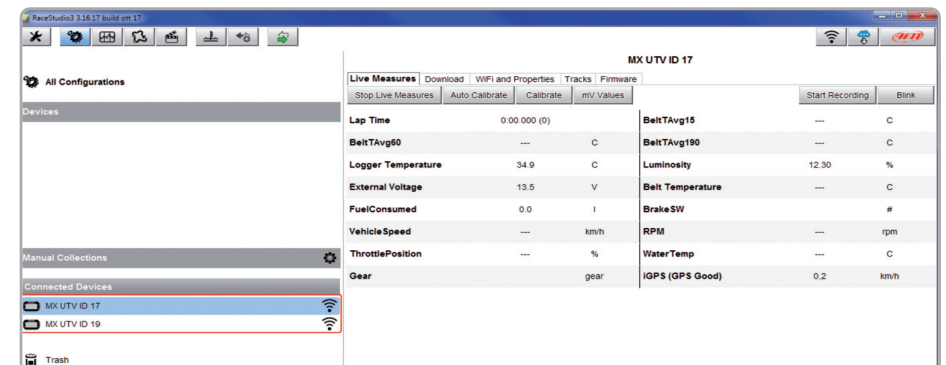 RaceStudio3 3.16.17 build ott 17
AiM
MX UTV ID 17
All Configurations
Live Measures Download WiFi and Properties Tracks Firmware
Stop Live Measures Auto Calibrate Calibrate mV Values Start Recording Blink
Devices
Lap Time 0:00.000 (0) BeltTAvg15 --- C
BeltTAvg60 --- C BeltTAvg190 --- C
Logger Temperature 34.9 C Luminosity 12.30 %
External Voltage 13.5 V Belt Temperature --- C
FuelConsumed 0.0 l BrakeSW #
VehicleSpeed --- km/h RPM --- rpm
Manual Collections
ThrottlePosition --- % WaterTemp --- C
Gear gear iGPS (GPS Good) 0,2 km/h
Connected Devices
MX UTV ID 17
MX UTV ID 19
Trash